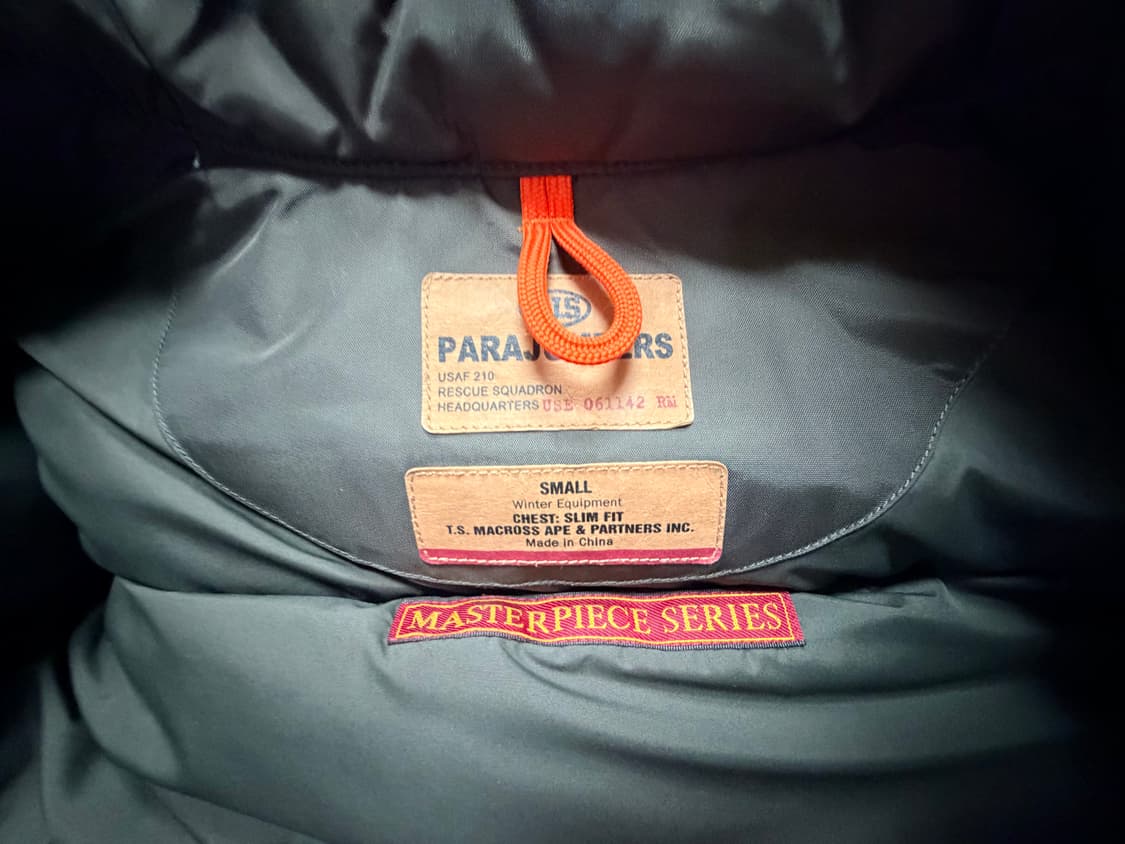 PARAJUMPERS
USAF 210
RESCUE SQUADRON
HEADQUARTERS USE 061142
SMALL
Winter Equipment
CHEST: SLIM FIT
T.S. MACROSS APE & PARTNERS INC.
Made in China
MASTERPIECE SERIES